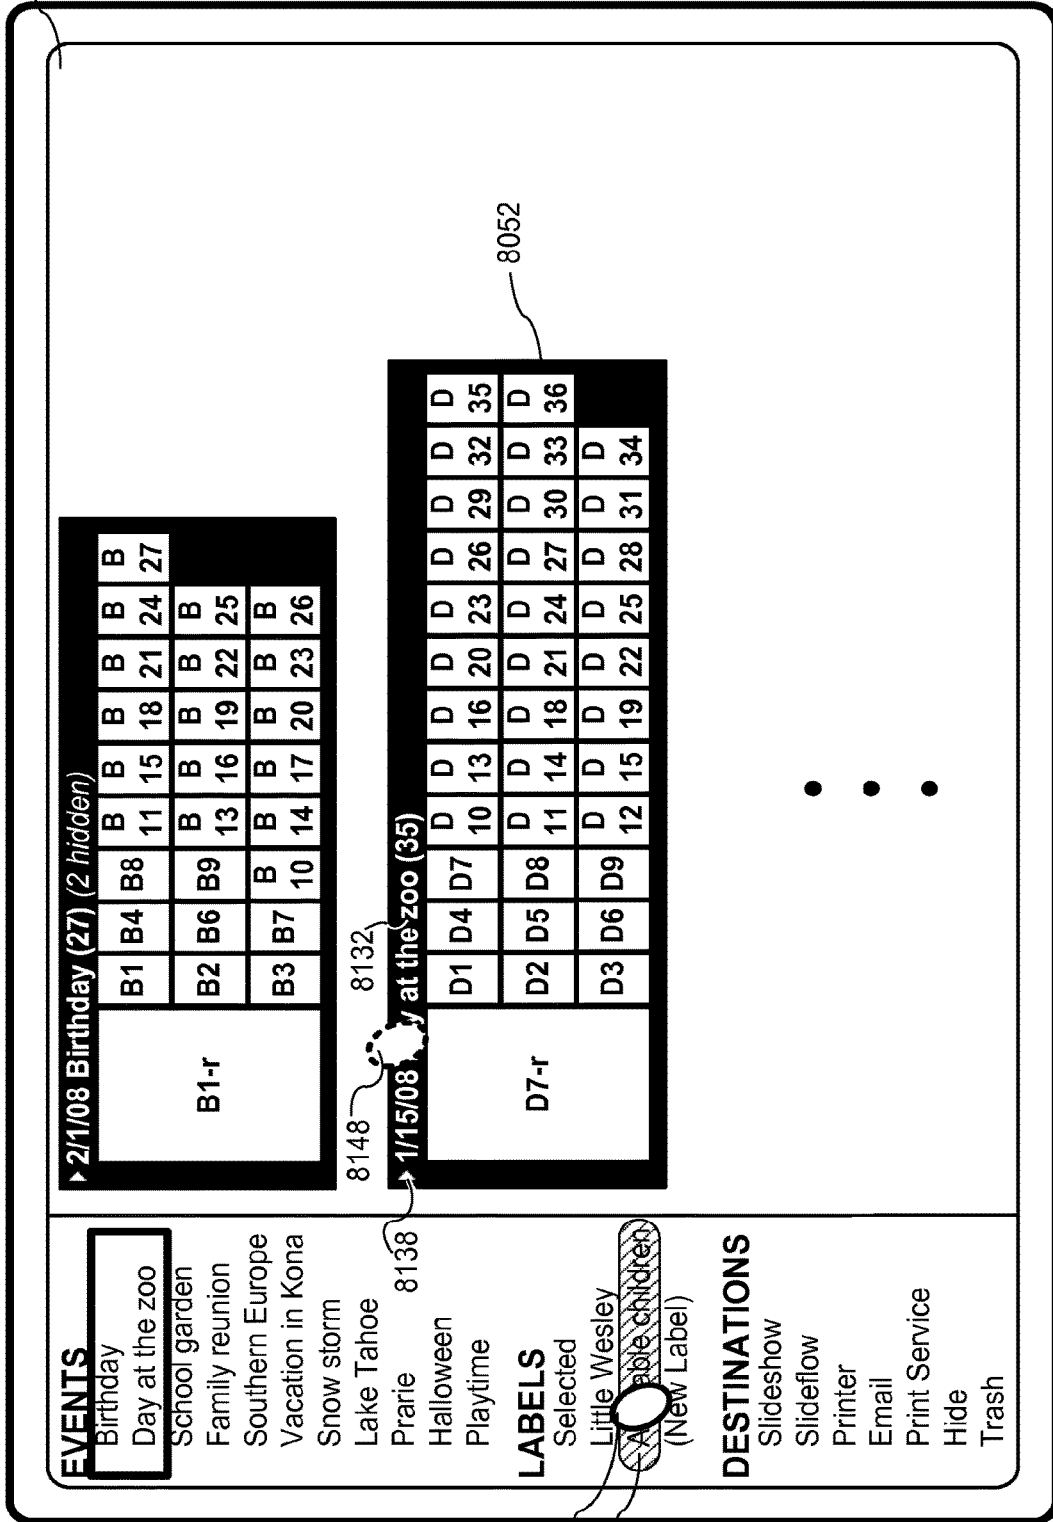 EVENTS
Birthday
Day at the zoo
School garden
Family reunion
Southern Europe
Vacation in Kona
Snow storm
Lake Tahoe
Prarie
Halloween
Playtime
LABELS
Selected
Little Wesley
able children
(New Label)
DESTINATIONS
Slideshow
Slideflow
Printer
Email
Print Service
Hide
Trash
2/1/08 Birthday (27) (2 hidden)
B1-r
B1 B4 B8 B 11 B 15 B 18 B 21 B 24 B 27
B2 B6 B9 B 13 B 16 B 19 B 22 B 25
B3 B7 B 10 B 14 B 17 B 20 B 23 B 26
8148
8132
8138
1/15/08 y at the zoo (35)
D7-r
D1 D4 D7 D 10 D 13 D 16 D 20 D 23 D 26 D 29 D 32 D 35
D2 D5 D8 D 11 D 14 D 18 D 21 D 24 D 27 D 30 D 33 D 36
D3 D6 D9 D 12 D 15 D 19 D 22 D 25 D 28 D 31 D 34
8052